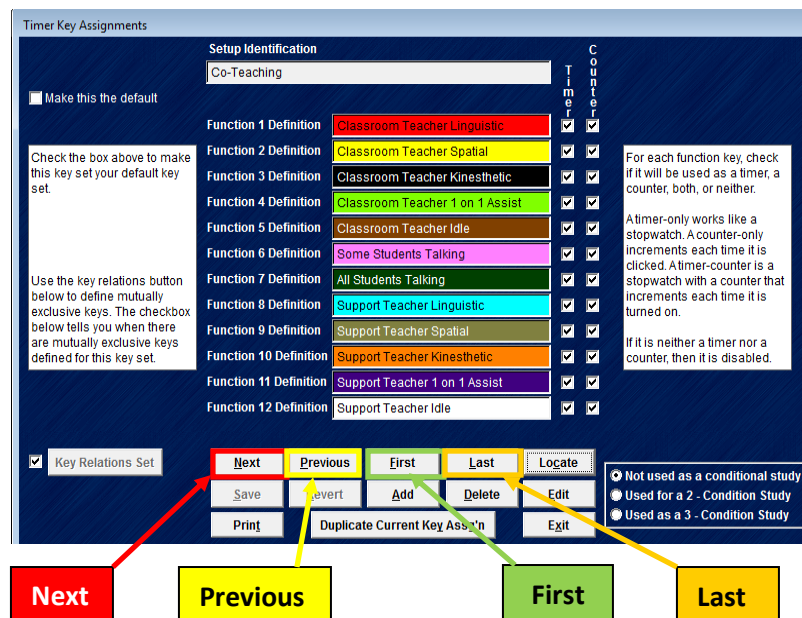 Timer Key Assignments
Setup Identification
Co-Teaching
Timer
Counter
Make this the default
Function 1 Definition Classroom Teacher Linguistic
Function 2 Definition Classroom Teacher Spatial
Function 3 Definition Classroom Teacher Kinesthetic
Function 4 Definition Classroom Teacher 1 on 1 Assist
Function 5 Definition Classroom Teacher Idle
Function 6 Definition Some Students Talking
Function 7 Definition All Students Talking
Function 8 Definition Support Teacher Linguistic
Function 9 Definition Support Teacher Spatial
Function 10 Definition Support Teacher Kinesthetic
Function 11 Definition Support Teacher 1 on 1 Assist
Function 12 Definition Support Teacher Idle
Check the box above to make
this key set your default key
set.
Use the key relations button
below to define mutually
exclusive keys. The checkbox
below tells you when there
are mutually exclusive keys
defined for this key set.
For each function key, check
if it will be used as a timer, a
counter, both, or neither.
A timer-only works like a
stopwatch. A counter-only
increments each time it is
clicked. A timer-counter is a
stopwatch with a counter that
increments each time it is
turned on.
If it is neither a timer nor a
counter, then it is disabled.
Key Relations Set
Next Previous First Last Locate
Save Revert Add Delete Edit
Print Duplicate Current Key Assg'n Exit
Not used as a conditional study
Used for a 2 - Condition Study
Used as a 3 - Condition Study
Next Previous First Last